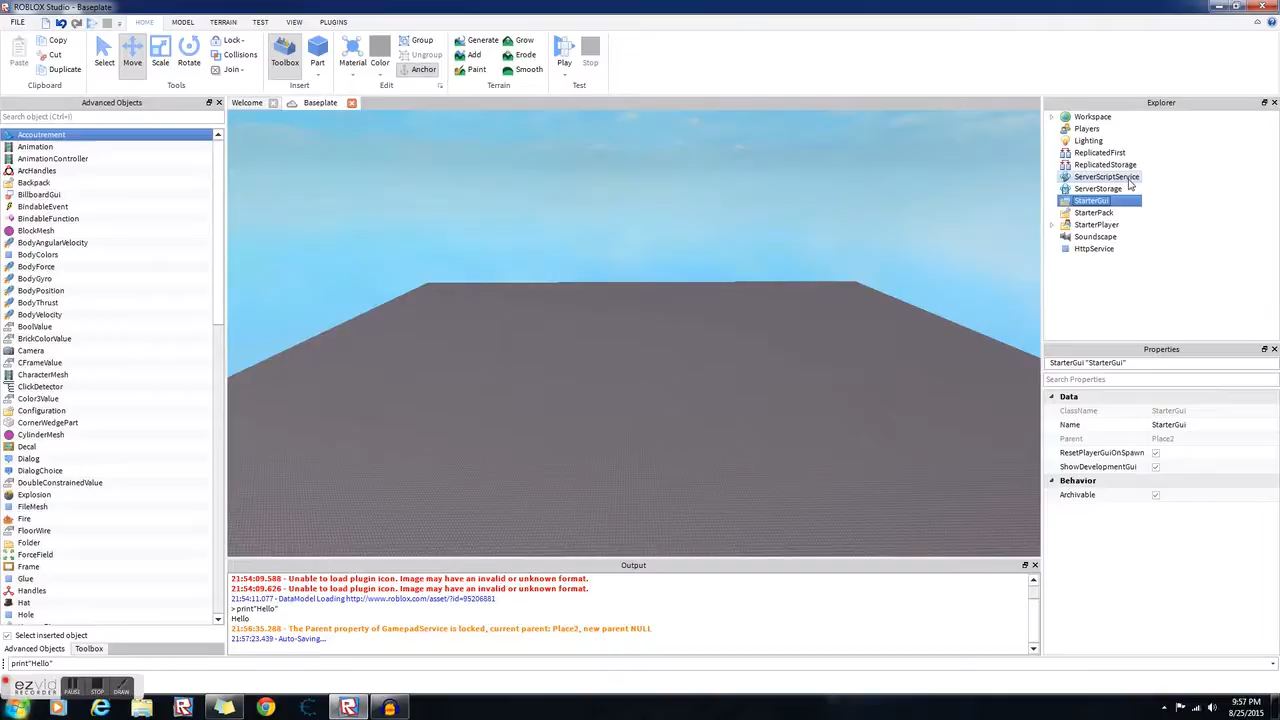 ROBLOX Studio - Baseplate
FILE HOME MODEL TERRAIN TEST VIEW PLUGINS
Paste Copy Cut Duplicate Clipboard
Select Move Scale Rotate Lock Collisions Join Tools
Toolbox Part Insert
Material Color Group Ungroup Anchor Edit
Generate Add Paint Grow Erode Smooth Terrain
Play Stop Test
Advanced Objects
Search object (Ctrl+I)
Accoutrement
Animation
AnimationController
ArcHandles
Backpack
BillboardGui
BindableEvent
BindableFunction
BlockMesh
BodyAngularVelocity
BodyColors
BodyForce
BodyGyro
BodyPosition
BodyThrust
BodyVelocity
BoolValue
BrickColorValue
Camera
CFrameValue
CharacterMesh
ClickDetector
Color3Value
Configuration
CornerWedgePart
CylinderMesh
Decal
Dialog
DialogChoice
DoubleConstrainedValue
Explosion
FileMesh
Fire
FloorWire
Folder
ForceField
Frame
Glue
Handles
Hat
Hole
Select inserted object
Advanced Objects Toolbox
Welcome Baseplate
Output
21:54:09.588 - Unable to load plugin icon. Image may have an invalid or unknown format.
21:54:09.626 - Unable to load plugin icon. Image may have an invalid or unknown format.
21:54:11.077 - DataModel Loading http://www.roblox.com/asset/?id=95206881
> print"Hello"
Hello
21:56:35.288 - The Parent property of GamepadService is locked, current parent: Place2, new parent NULL
21:57:23.439 - Auto-Saving...
Explorer
Workspace
Players
Lighting
ReplicatedFirst
ReplicatedStorage
ServerScriptService
ServerStorage
StarterGui
StarterPack
StarterPlayer
Soundscape
HttpService
Properties
StarterGui "StarterGui"
Search Properties
Data
ClassName StarterGui
Name StarterGui
Parent Place2
ResetPlayerGuiOnSpawn
ShowDevelopmentGui
Behavior
Archivable
print"Hello"
ezvid RECORDER PAUSE STOP DRAW
9:57 PM
8/25/2015